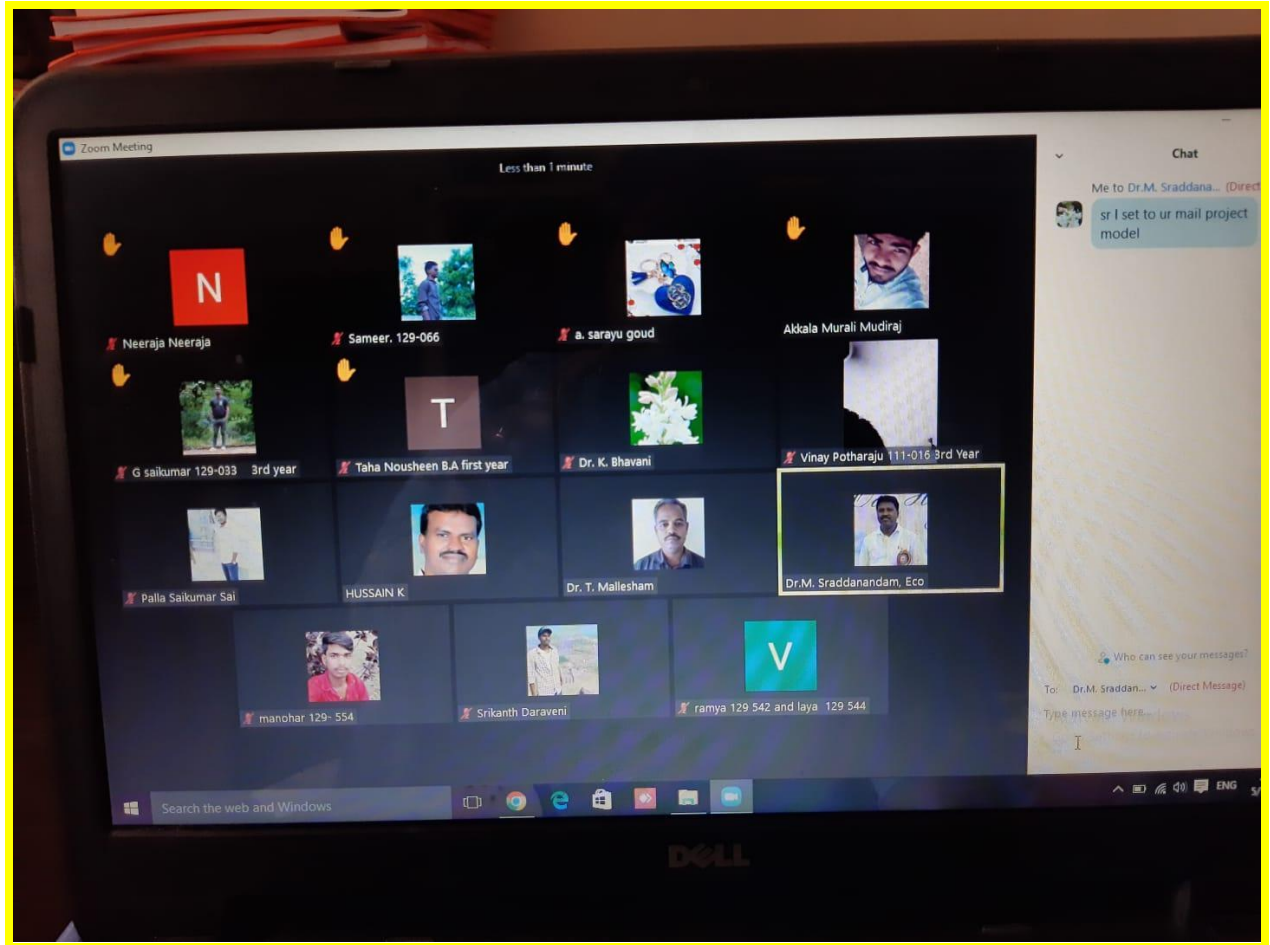 Zoom Meeting
Less than 1 minute
Chat
Me to Dr.M. Sraddana... (Direct
sr I set to ur mail project
model
N
Neeraja Neeraja
Sameer. 129-066
a. sarayu goud
Akkala Murali Mudiraj
G saikumar 129-033 3rd year
T
Taha Nousheen B.A first year
Dr. K. Bhavani
Vinay Potharaju 111-016 3rd Year
Palla Saikumar Sai
HUSSAIN K
Dr. T. Mallesham
Dr.M. Sraddanandam, Eco
manohar 129- 554
Srikanth Daraveni
V
ramya 129 542 and laya 129 544
Who can see your messages?
To: Dr.M. Sraddan... (Direct Message)
Type message here...
Search the web and Windows
ENG
DELL